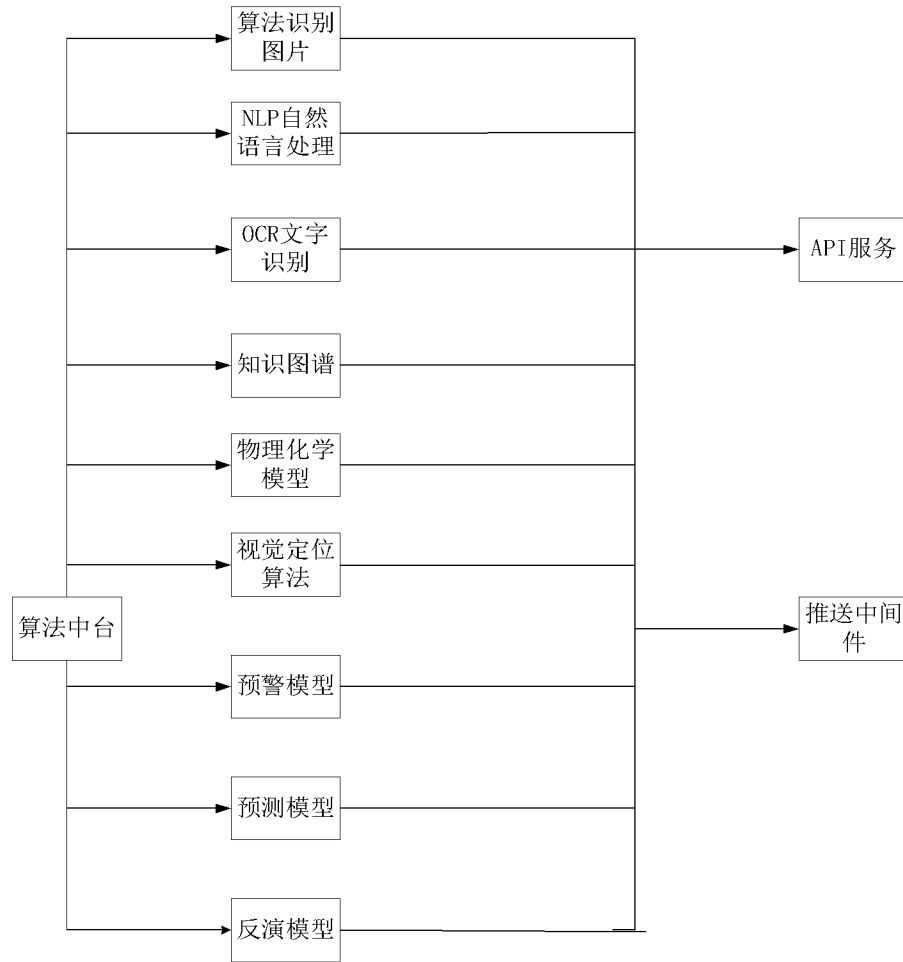 算法识别
图片
NLP自然
语言处理
OCR文字
识别
API服务
知识图谱
物理化学
模型
视觉定位
算法
算法中台
推送中间
件
预警模型
预测模型
反演模型